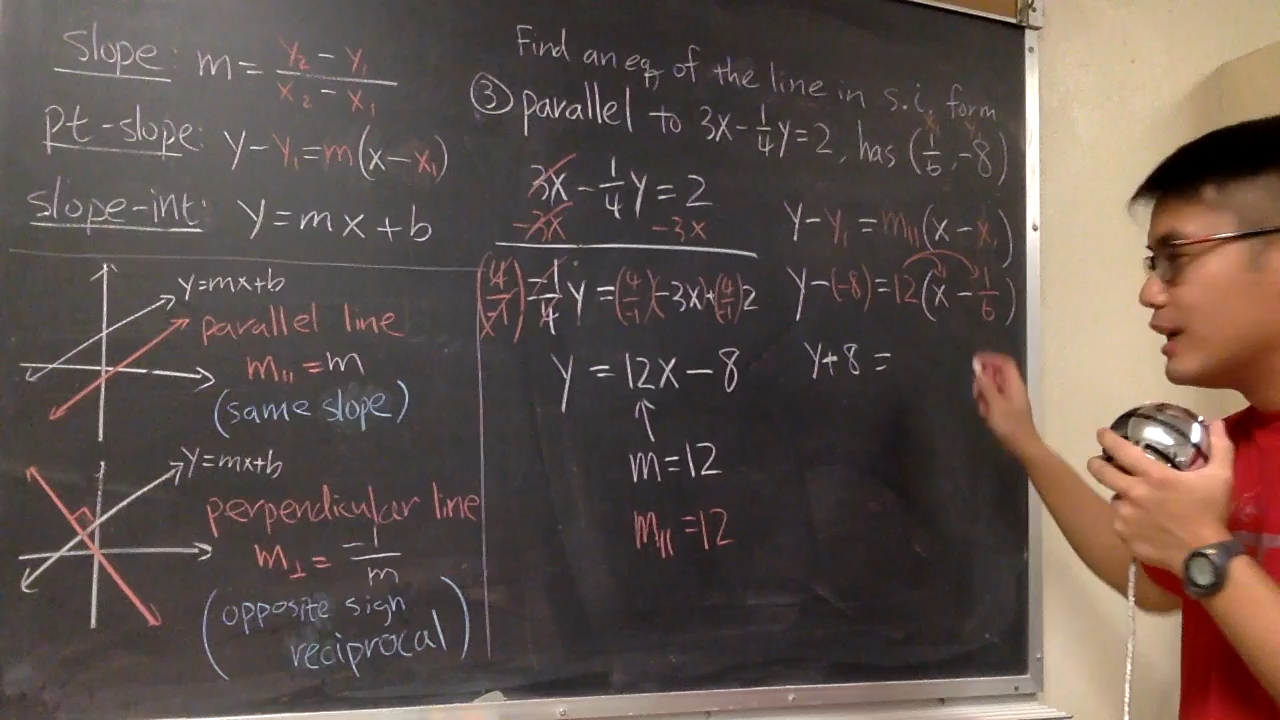 slope: m = (y₂ - y₁)/(x₂ - x₁)
pt-slope: y - y₁ = m(x - x₁)
slope-int: y = mx + b
y=mx+b
parallel line
m∥ = m
(same slope)
y=mx+b
perpendicular line
m⊥ = -1/m
(opposite sign
reciprocal)
Find an eq of the line in s.i. form
③ parallel to 3x - 1/4 y = 2, has (1/6, -8)
x₁ y₁
3x - 1/4 y = 2
-3x -3x
(4/-1) -1/4 y = (4/-1) -3x + (4/-1) 2
y = 12x - 8
↑
m = 12
m∥ = 12
y - y₁ = m∥(x - x₁)
y - (-8) = 12(x - 1/6)
y + 8 =